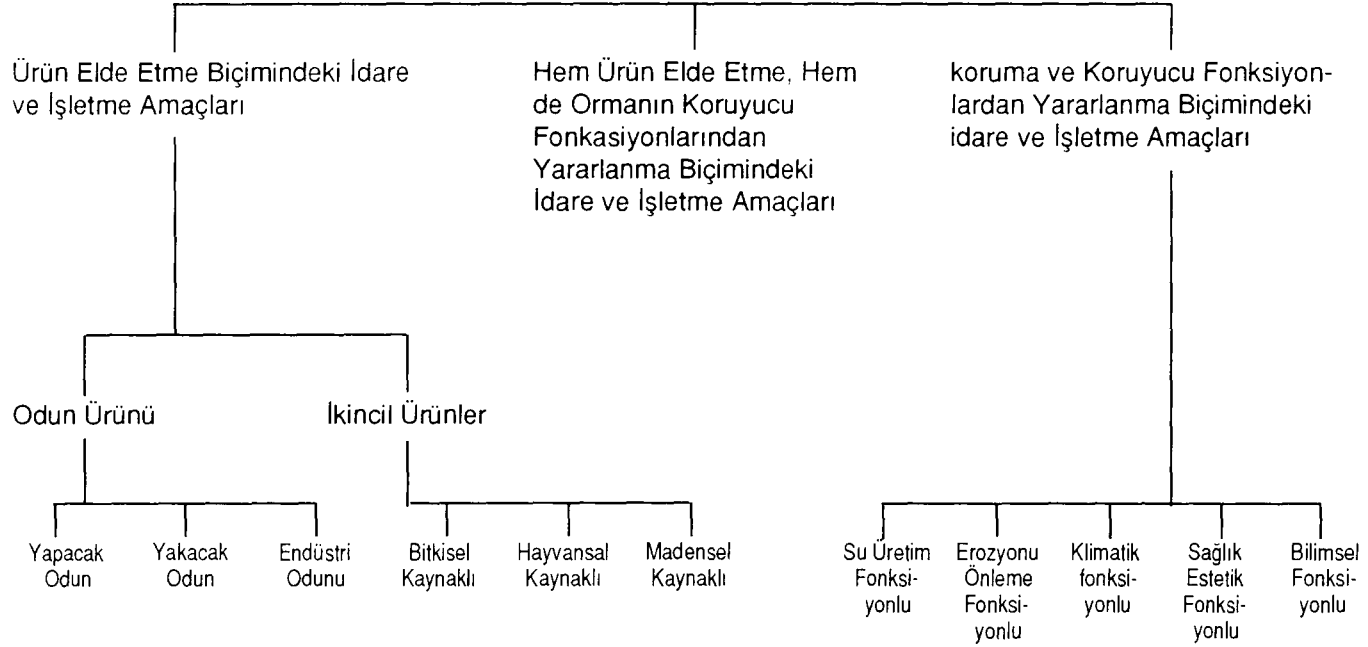 Ürün Elde Etme Biçimindeki İdare
ve İşletme Amaçları
Hem Ürün Elde Etme, Hem
de Ormanın Koruyucu
Fonkasiyonlarından
Yararlanma Biçimindeki
İdare ve İşletme Amaçları
koruma ve Koruyucu Fonksiyon-
lardan Yararlanma Biçimindeki
idare ve İşletme Amaçları
Odun Ürünü
İkincil Ürünler
Yapacak
Odun
Yakacak
Odun
Endüstri
Odunu
Bitkisel
Kaynaklı
Hayvansal
Kaynaklı
Madensel
Kaynaklı
Su Üretim
Fonksi-
yonlu
Erozyonu
Önleme
Fonksi-
yonlu
Klimatik
fonksi-
yonlu
Sağlık
Estetik
Fonksi-
yonlu
Bilimsel
Fonksi-
yonlu